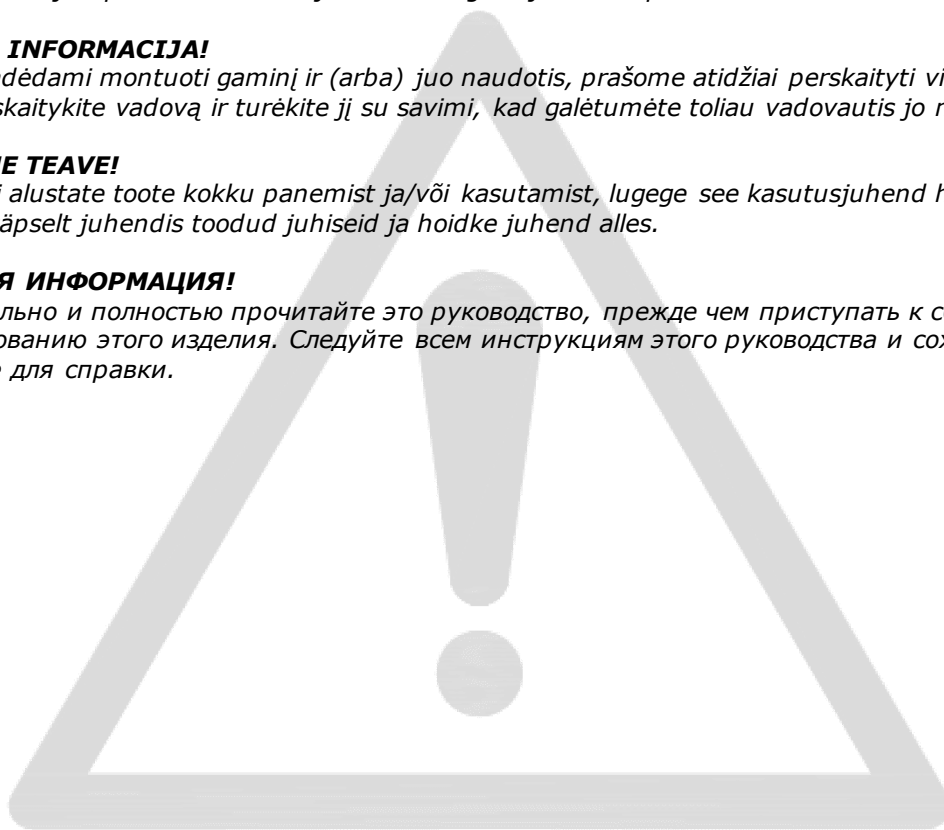 INFORMACIJA!
dėdami montuoti gaminį ir (arba) juo naudotis, prašome atidžiai perskaityti
skaitykite vadovą ir turėkite jį su savimi, kad galėtumėte toliau vadovautis jo
TEAVE!
alustate toote kokku panemist ja/või kasutamist, lugege see kasutusjuhend
äpselt juhendis toodud juhiseid ja hoidke juhend alles.
Я ИНФОРМАЦИЯ!
льно и полностью прочитайте это руководство, прежде чем приступать к
ованию этого изделия. Следуйте всем инструкциям этого руководства и
для справки.